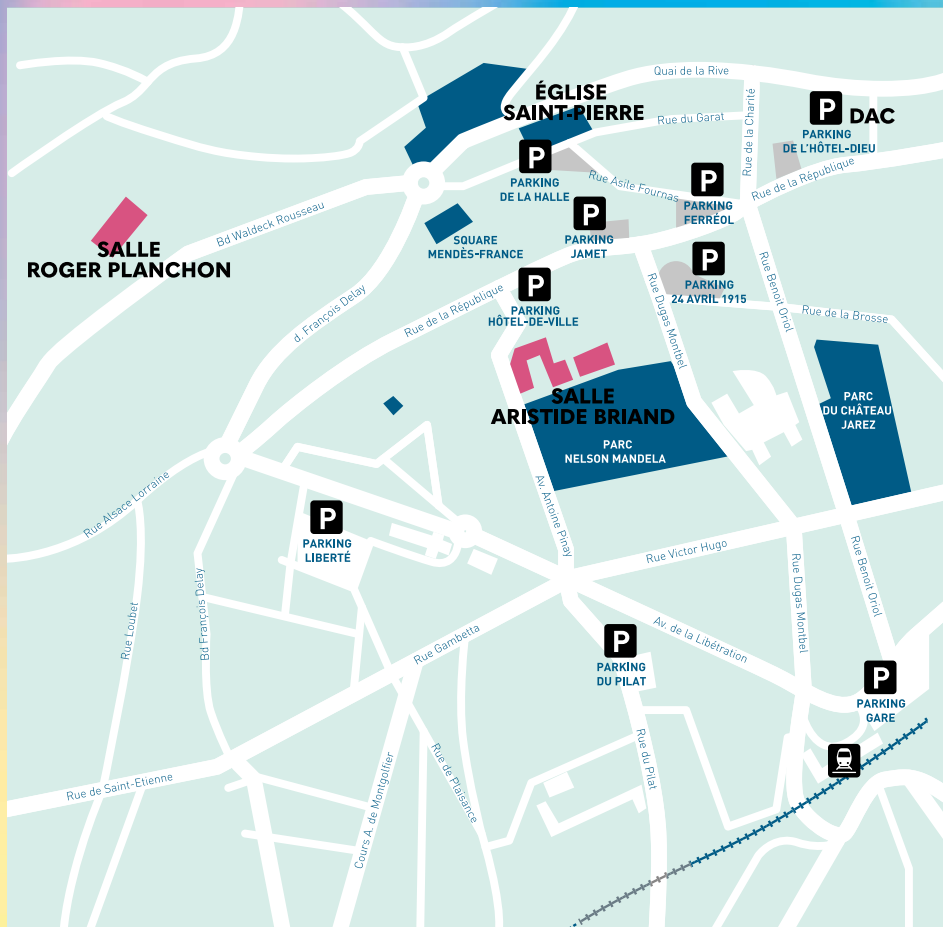 Quai de la Rive
ÉGLISE
SAINT-PIERRE
Rue du Garat
Rue de la Charité
P
DAC
PARKING
DE L'HÔTEL-DIEU
P
PARKING
DE LA HALLE
Rue Asile Fournas
P
PARKING
FERRÉOL
Rue de la République
Bd Waldeck Rousseau
SALLE
ROGER PLANCHON
SQUARE
MENDÈS-FRANCE
P
PARKING
JAMET
P
PARKING
24 AVRIL 1915
Rue Benoit Oriol
P
PARKING
HÔTEL-DE-VILLE
d. François Delay
Rue de la République
Rue Dugas Montbel
Rue de la Brosse
SALLE
ARISTIDE BRIAND
PARC
NELSON MANDELA
PARC
DU CHÂTEAU
JAREZ
Rue Alsace Lorraine
P
PARKING
LIBERTÉ
Av. Antoine Pinay
Rue Victor Hugo
Rue Dugas Montbel
Rue Benoit Oriol
Rue Loubet
Bd François Delay
Rue Gambetta
P
PARKING
DU PILAT
Av. de la Libétration
P
PARKING
GARE
Rue de Saint-Etienne
Cours A. de Montgolfier
Rue de Plaisance
Rue du Pilat